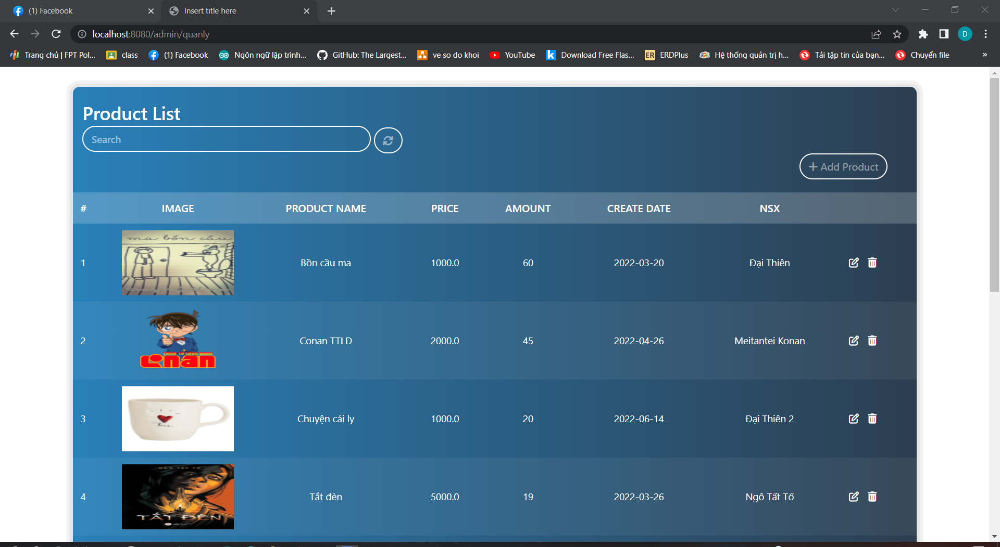 (1) Facebook
Insert title here
localhost:8080/admin/quanly
D
Trang chủ | FPT Pol...
class
(1) Facebook
Ngôn ngữ lập trình...
GitHub: The Largest...
ve so do khoi
YouTube
Download Free Flas...
ER ERDPlus
Hệ thống quản trị h...
Tải tập tin của bạn...
Chuyển file
»
Product List
Search
+ Add Product
# IMAGE PRODUCT NAME PRICE AMOUNT CREATE DATE NSX
ma bồn cầu
1 Bồn cầu ma 1000.0 60 2022-03-20 Đại Thiên
2 Conan TTLD 2000.0 45 2022-04-26 Meitantei Konan
Conan
3 Chuyện cái ly 1000.0 20 2022-06-14 Đại Thiên 2
love.
NGÔ TẤT TỐ
4 Tắt đèn 5000.0 19 2022-03-26 Ngô Tất Tố
TẮT ĐÈN